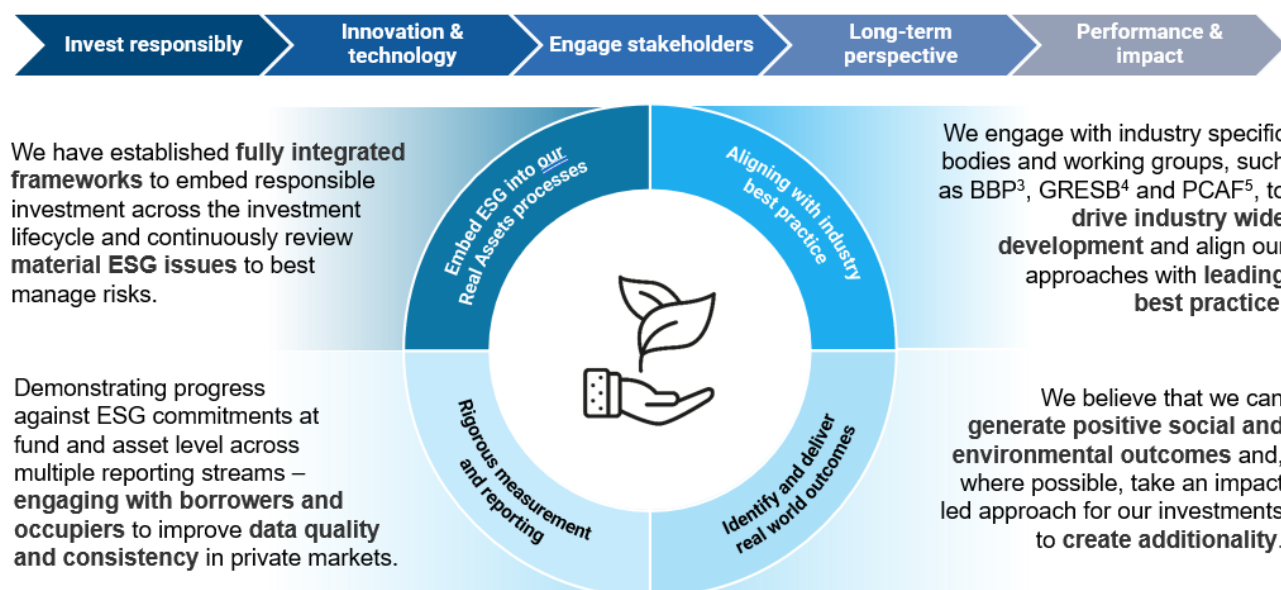 Invest responsibly
Innovation &
technology
Engage stakeholders
Long-term
perspective
Performance &
impact
We have established fully integrated
frameworks to embed responsible
investment across the investment
lifecycle and continuously review
material ESG issues to best
manage risks.
Embed ESG into our
Real Assets processes
Aligning with industry
best practice
We engage with industry specific
bodies and working groups, such
as BBP³, GRESB⁴ and PCAF⁵, to
drive industry wide
development and align our
approaches with leading
best practice
Demonstrating progress
against ESG commitments at
fund and asset level across
multiple reporting streams –
engaging with borrowers and
occupiers to improve data quality
and consistency in private markets.
Rigorous measurement
and reporting
Identify and deliver
real world outcomes
We believe that we can
generate positive social and
environmental outcomes and,
where possible, take an impact
led approach for our investments
to create additionality.